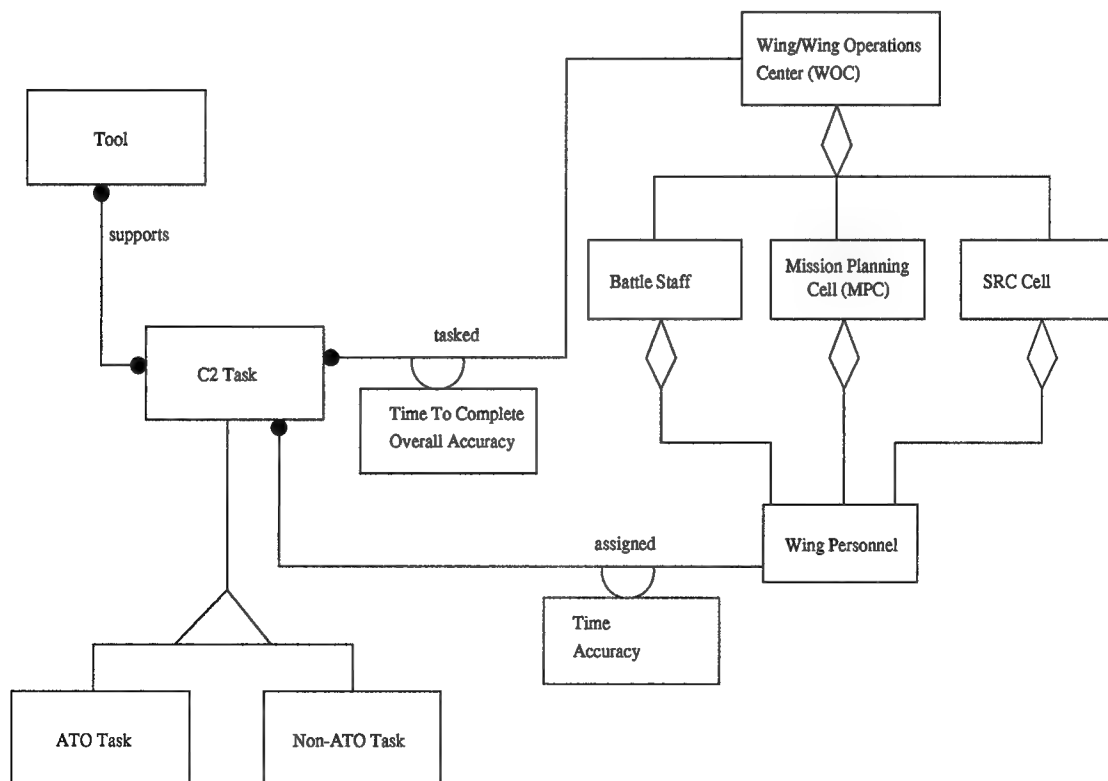 Wing/Wing Operations
Center (WOC)
Tool
supports
Battle Staff
Mission Planning
Cell (MPC)
SRC Cell
tasked
C2 Task
Time To Complete
Overall Accuracy
Wing Personnel
assigned
Time
Accuracy
ATO Task
Non-ATO Task